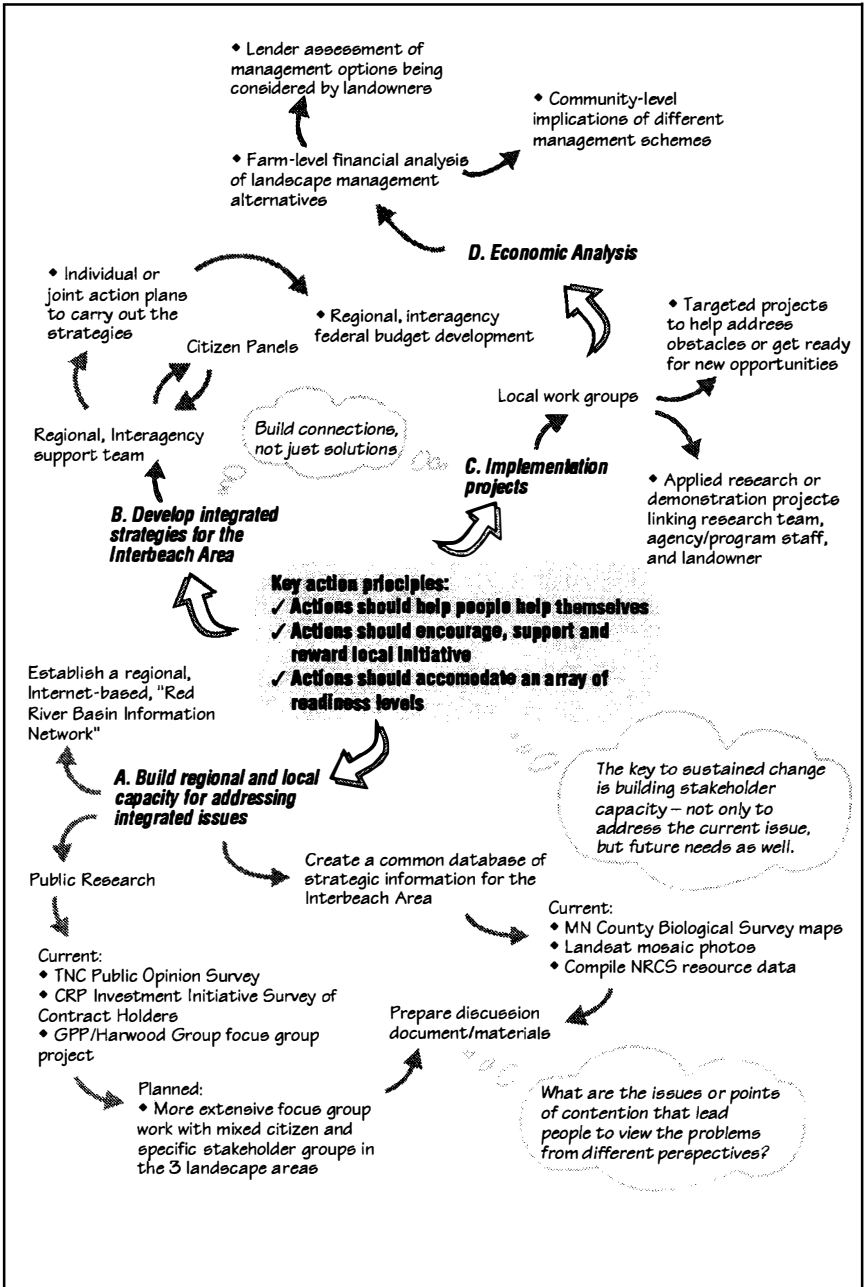 ◆ Lender assessment of
management options being
considered by landowners
◆ Community-level
implications of different
management schemes
◆ Farm-level financial analysis
of landscape management
alternatives
D. Economic Analysis
◆ Individual or
joint action plans
to carry out the
strategies
◆ Regional, interagency
federal budget development
Citizen Panels
◆ Targeted projects
to help address
obstacles or get ready
for new opportunities
Local work groups
Regional, Interagency
support team
Build connections,
not just solutions
C. Implementation
projects
◆ Applied research or
demonstration projects
linking research team,
agency/program staff,
and landowner
B. Develop integrated
strategies for the
Interbeach Area
Key action principles:
✓ Actions should help people help themselves
✓ Actions should encourage, support and
reward local initiative
✓ Actions should accomodate an array of
readiness levels
Establish a regional,
Internet-based, "Red
River Basin Information
Network"
A. Build regional and local
capacity for addressing
integrated issues
The key to sustained change
is building stakeholder
capacity – not only to
address the current issue,
but future needs as well.
Public Research
Create a common database of
strategic information for the
Interbeach Area
Current:
◆ MN County Biological Survey maps
◆ Landsat mosaic photos
◆ Compile NRCS resource data
Current:
◆ TNC Public Opinion Survey
◆ CRP Investment Initiative Survey of
Contract Holders
◆ GPP/Harwood Group focus group
project
Prepare discussion
document/materials
Planned:
◆ More extensive focus group
work with mixed citizen and
specific stakeholder groups in
the 3 landscape areas
What are the issues or points
of contention that lead
people to view the problems
from different perspectives?